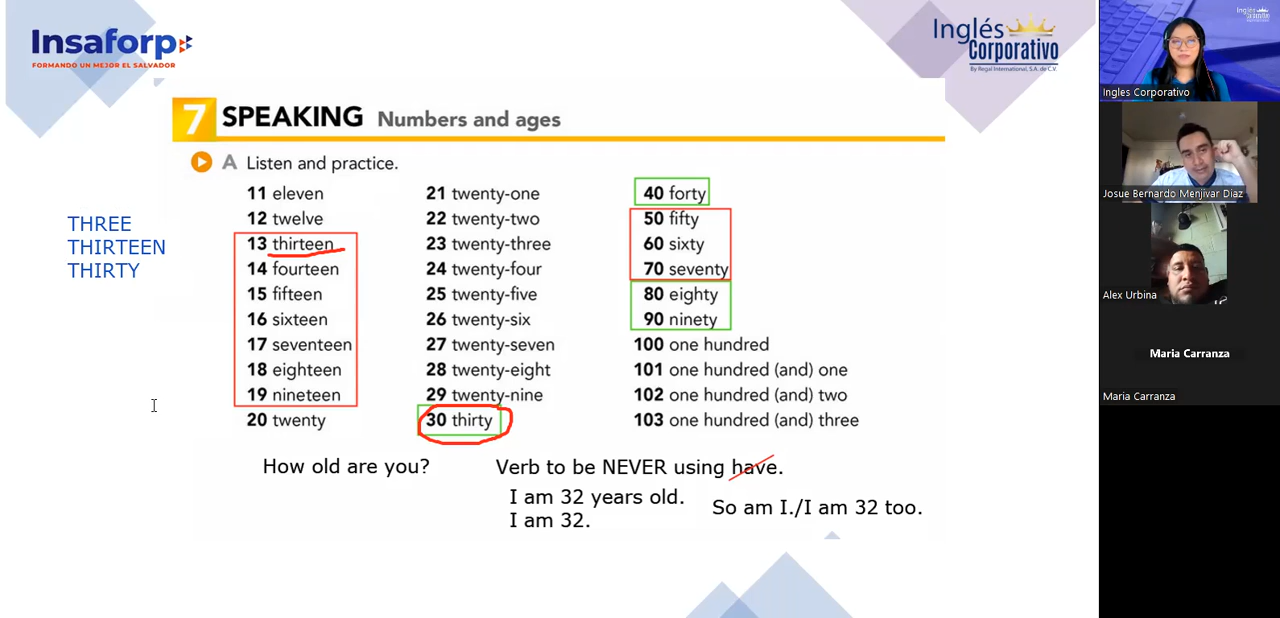 Insaforp
FORMANDO UN MEJOR EL SALVADOR
Inglés
Corporativo
By Regal International, S.A. de C.V.
7 SPEAKING Numbers and ages
A Listen and practice.
11 eleven
12 twelve
13 thirteen
14 fourteen
15 fifteen
16 sixteen
17 seventeen
18 eighteen
19 nineteen
20 twenty
21 twenty-one
22 twenty-two
23 twenty-three
24 twenty-four
25 twenty-five
26 twenty-six
27 twenty-seven
28 twenty-eight
29 twenty-nine
30 thirty
40 forty
50 fifty
60 sixty
70 seventy
80 eighty
90 ninety
100 one hundred
101 one hundred (and) one
102 one hundred (and) two
103 one hundred (and) three
THREE
THIRTEEN
THIRTY
How old are you?
Verb to be NEVER using have.
I am 32 years old.
I am 32.
So am I./I am 32 too.
Inglés
Corporativo
Ingles Corporativo
Josue Bernardo Menjivar Diaz
Alex Urbina
Maria Carranza
Maria Carranza